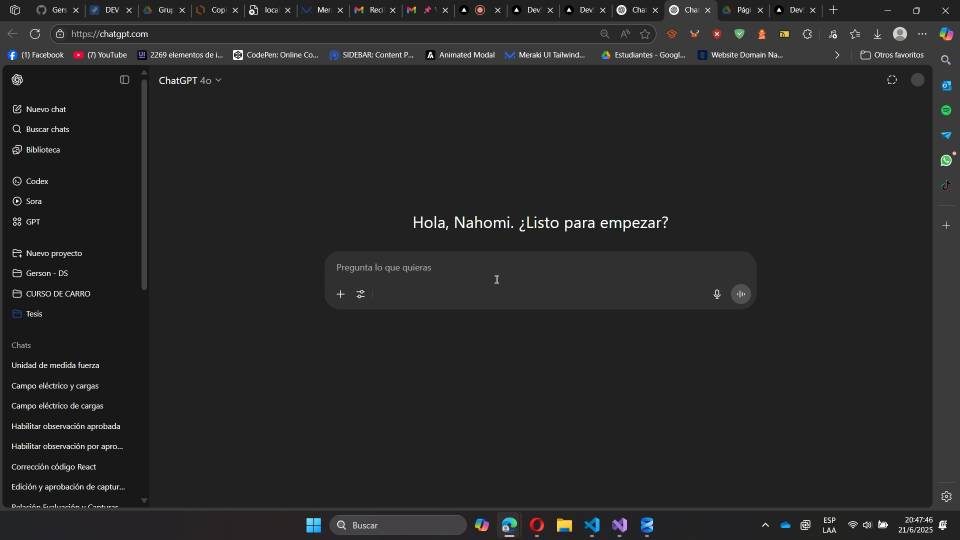 Gers
DEV
Grup
Cop
loca
Mer
Reci
Dev
Dev
Chat
Chat
Pági
Dev
https://chatgpt.com
(1) Facebook
(7) YouTube
2269 elementos de i...
CodePen: Online Co...
SIDEBAR: Content P...
Animated Modal
Meraki UI Tailwind...
Estudiantes - Googl...
Website Domain Na...
Otros favoritos
ChatGPT 4o
Nuevo chat
Buscar chats
Biblioteca
Codex
Sora
GPT
Nuevo proyecto
Gerson - DS
CURSO DE CARRO
Tesis
Chats
Unidad de medida fuerza
Campo eléctrico y cargas
Campo eléctrico de cargas
Habilitar observación aprobada
Habilitar observación por apro...
Corrección código React
Edición y aprobación de captur...
Relación Evaluación y Capturas
Hola, Nahomi. ¿Listo para empezar?
Pregunta lo que quieras
Buscar
ESP
LAA
20:47:46
21/6/2025